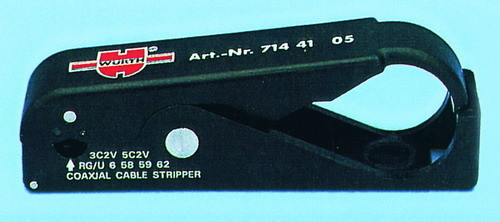 WÜRTH ® Art.-Nr. 714 41 05
3C2V 5C2V
RG/U 6 58 59 62
COAXIAL CABLE STRIPPER